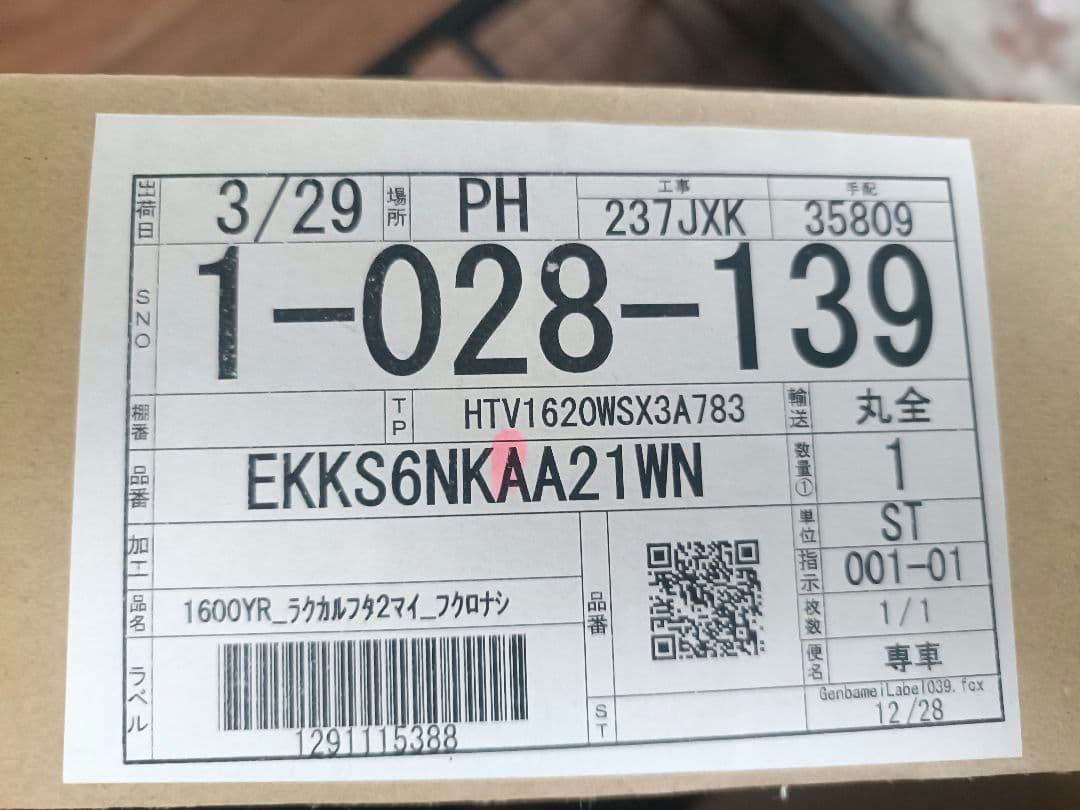 出荷日 3/29 場所 PH 工事 237JXK 手配 35809
SNO 1-028-139
棚番 TP HTV1620WSX3A783 輸送 丸全
品番 EKKS6NKAA21WN 数量① 1
加工 単位 ST
指示 001-01
品名 1600YR_ラクカルフタ2マイ_フクロナシ 品番 枚数 1/1
ラベル 便名 専車
1291115388 ST GenbameiLabel039.fcx
12/28